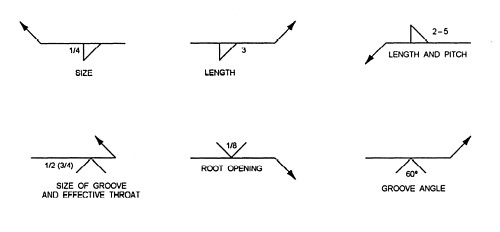 1/4
SIZE
3
LENGTH
2-5
LENGTH AND PITCH
1/2 (3/4)
SIZE OF GROOVE
AND EFFECTIVE THROAT
1/8
ROOT OPENING
60°
GROOVE ANGLE